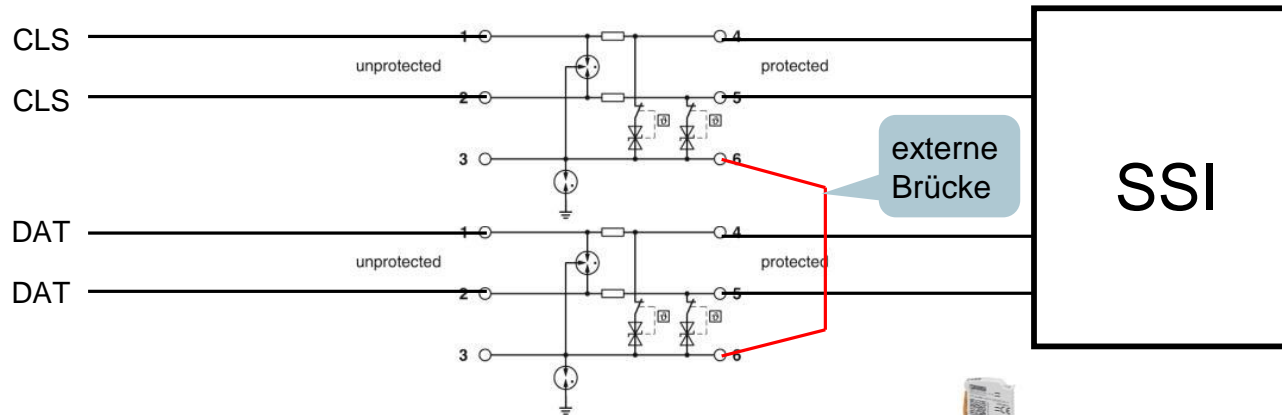 CLS
1
4
unprotected
protected
CLS
2
5
ϑ
ϑ
3
6
externe
Brücke
SSI
DAT
1
4
unprotected
protected
DAT
2
5
ϑ
ϑ
3
6